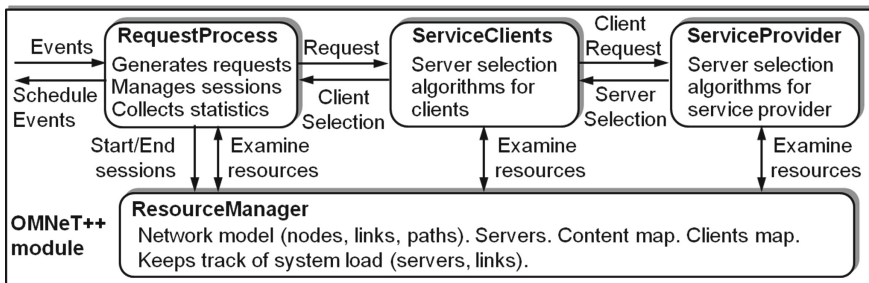 Events
Schedule
Events
RequestProcess
Generates requests
Manages sessions
Collects statistics
Request
Client
Selection
ServiceClients
Server selection
algorithms for
clients
Client
Request
Server
Selection
ServiceProvider
Server selection
algorithms for
service provider
Start/End
sessions
Examine
resources
Examine
resources
Examine
resources
OMNeT++
module
ResourceManager
Network model (nodes, links, paths). Servers. Content map. Clients map.
Keeps track of system load (servers, links).